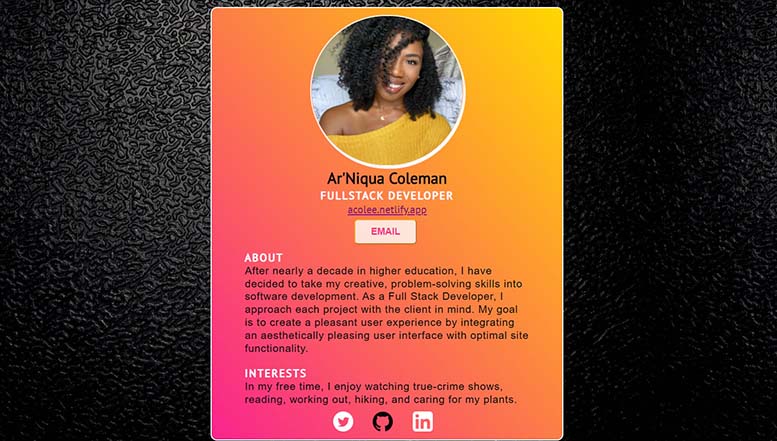 Ar'Niqua Coleman
FULLSTACK DEVELOPER
acolee.netlify.app
EMAIL
ABOUT
After nearly a decade in higher education, I have
decided to take my creative, problem-solving skills into
software development. As a Full Stack Developer, I
approach each project with the client in mind. My goal
is to create a pleasant user experience by integrating
an aesthetically pleasing user interface with optimal site
functionality.
INTERESTS
In my free time, I enjoy watching true-crime shows,
reading, working out, hiking, and caring for my plants.
in